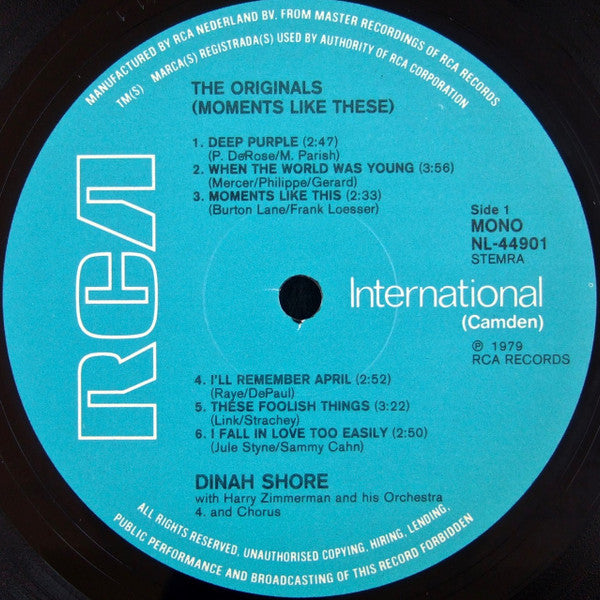 MANUFACTURED BY RCA NEDERLAND BV. FROM MASTER RECORDINGS OF RCA RECORDS
TM(S) MARCA(S) REGISTRADA(S) USED BY AUTHORITY OF RCA CORPORATION
THE ORIGINALS
(MOMENTS LIKE THESE)
1. DEEP PURPLE (2:47)
(P. DeROSE/M. Parish)
2. WHEN THE WORLD WAS YOUNG (3:56)
(Mercer/Philippe/Gerard)
3. MOMENTS LIKE THIS (2:33)
(Burton Lane/Frank Loesser)
Side 1
MONO
NL-44901
STEMRA
RCA
International
(Camden)
℗ 1979
RCA RECORDS
4. I'LL REMEMBER APRIL (2:52)
(Raye/DePaul)
5. THESE FOOLISH THINGS (3:22)
(Link/Strachey)
6. I FALL IN LOVE TOO EASILY (2:50)
(Jule Styne/Sammy Cahn)
DINAH SHORE
with Harry Zimmerman and his Orchestra
4. and Chorus
ALL RIGHTS RESERVED. UNAUTHORISED COPYING, HIRING, LENDING,
PUBLIC PERFORMANCE AND BROADCASTING OF THIS RECORD FORBIDDEN